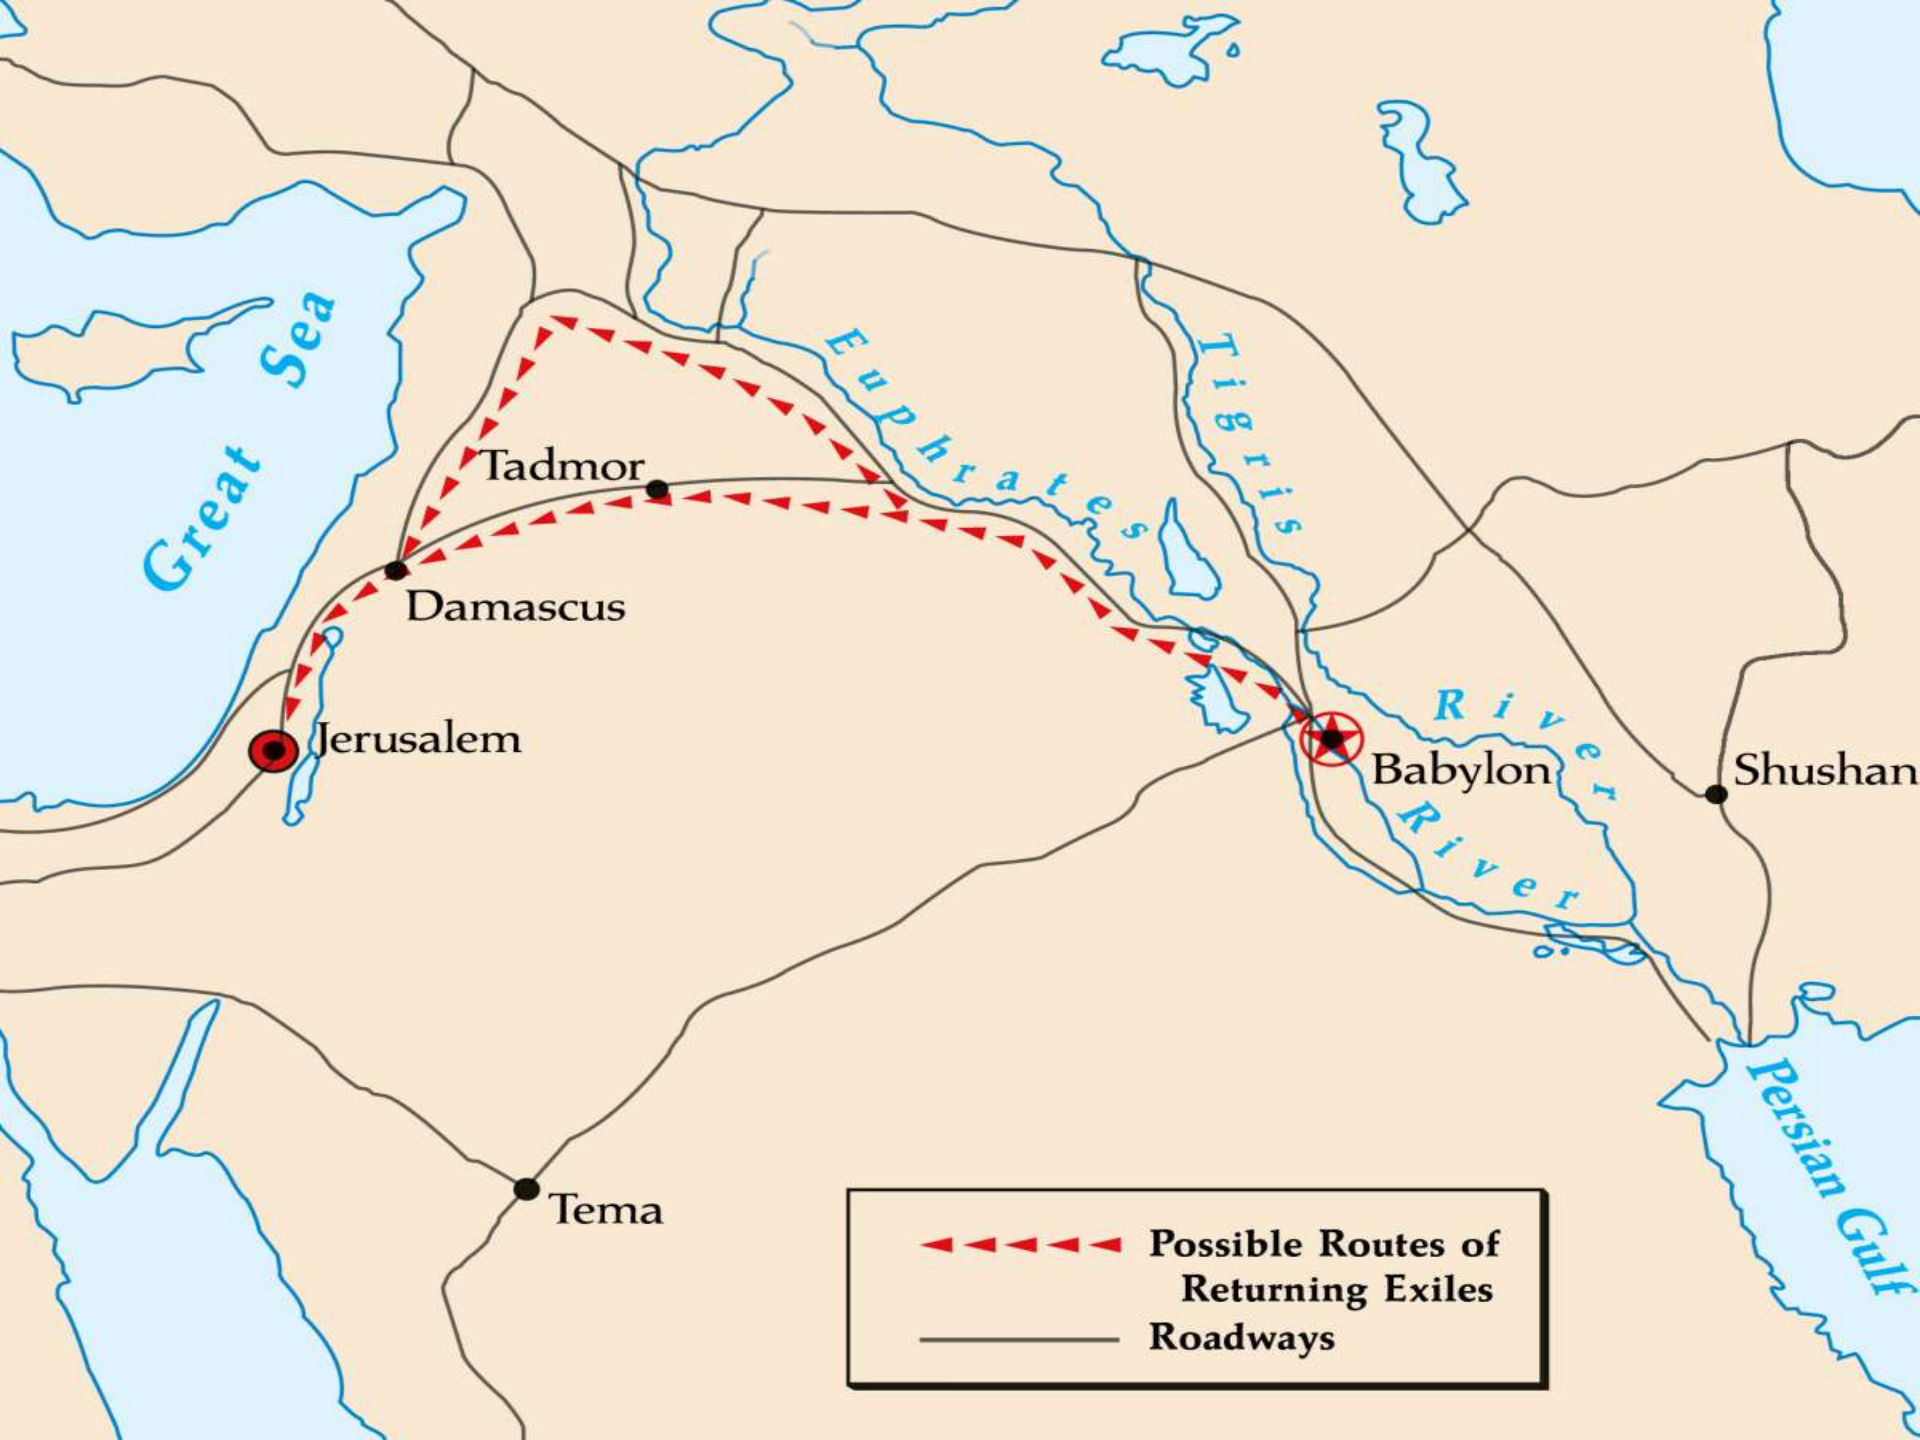 Great Sea
Euphrates
Tigris
Tadmor
Damascus
Jerusalem
River
Babylon
Shushan
River
Persian Gulf
Tema
Possible Routes of
Returning Exiles
Roadways